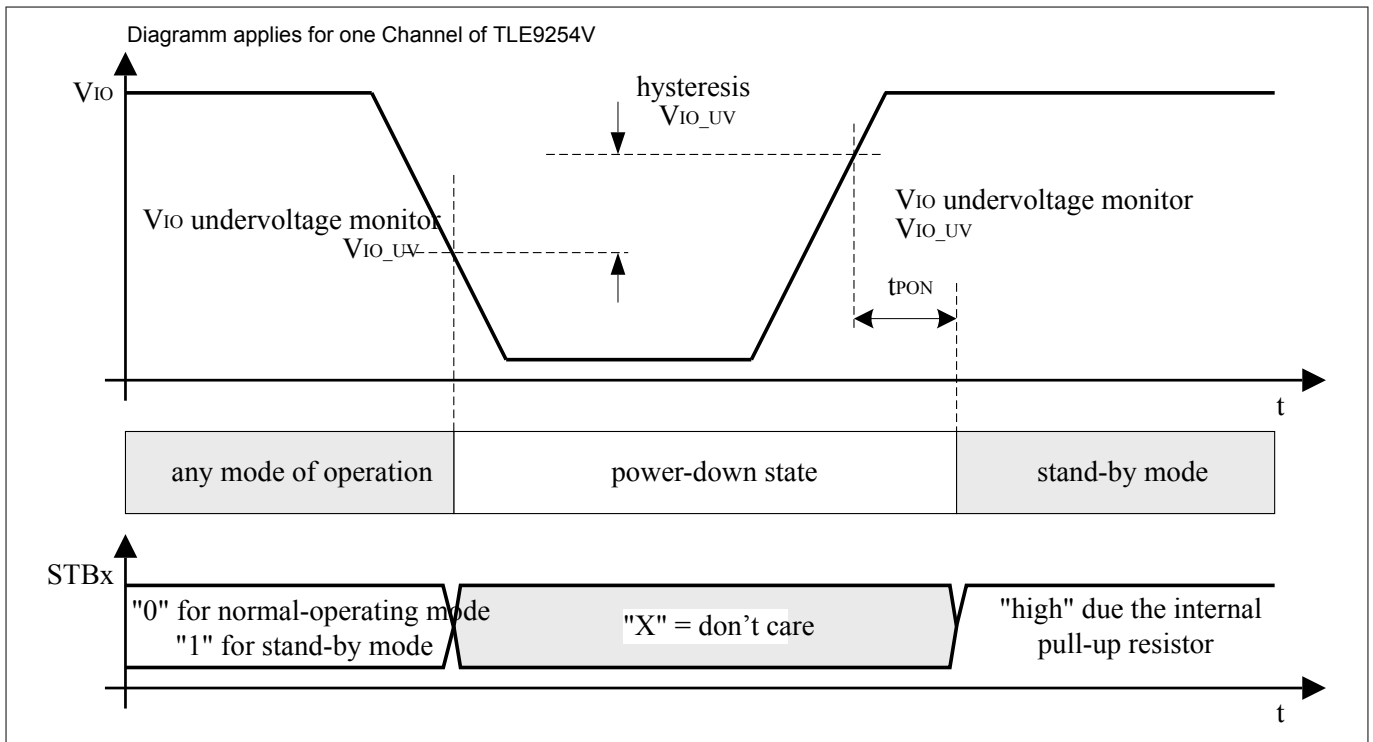 Diagramm applies for one Channel of TLE9254V
VIO
hysteresis
VIO_UV
VIO undervoltage monitor
VIO_UV
VIO undervoltage monitor
VIO_UV
tPON
t
any mode of operation
power-down state
stand-by mode
STBx
"0" for normal-operating mode
"1" for stand-by mode
"X" = don’t care
"high" due the internal
pull-up resistor
t